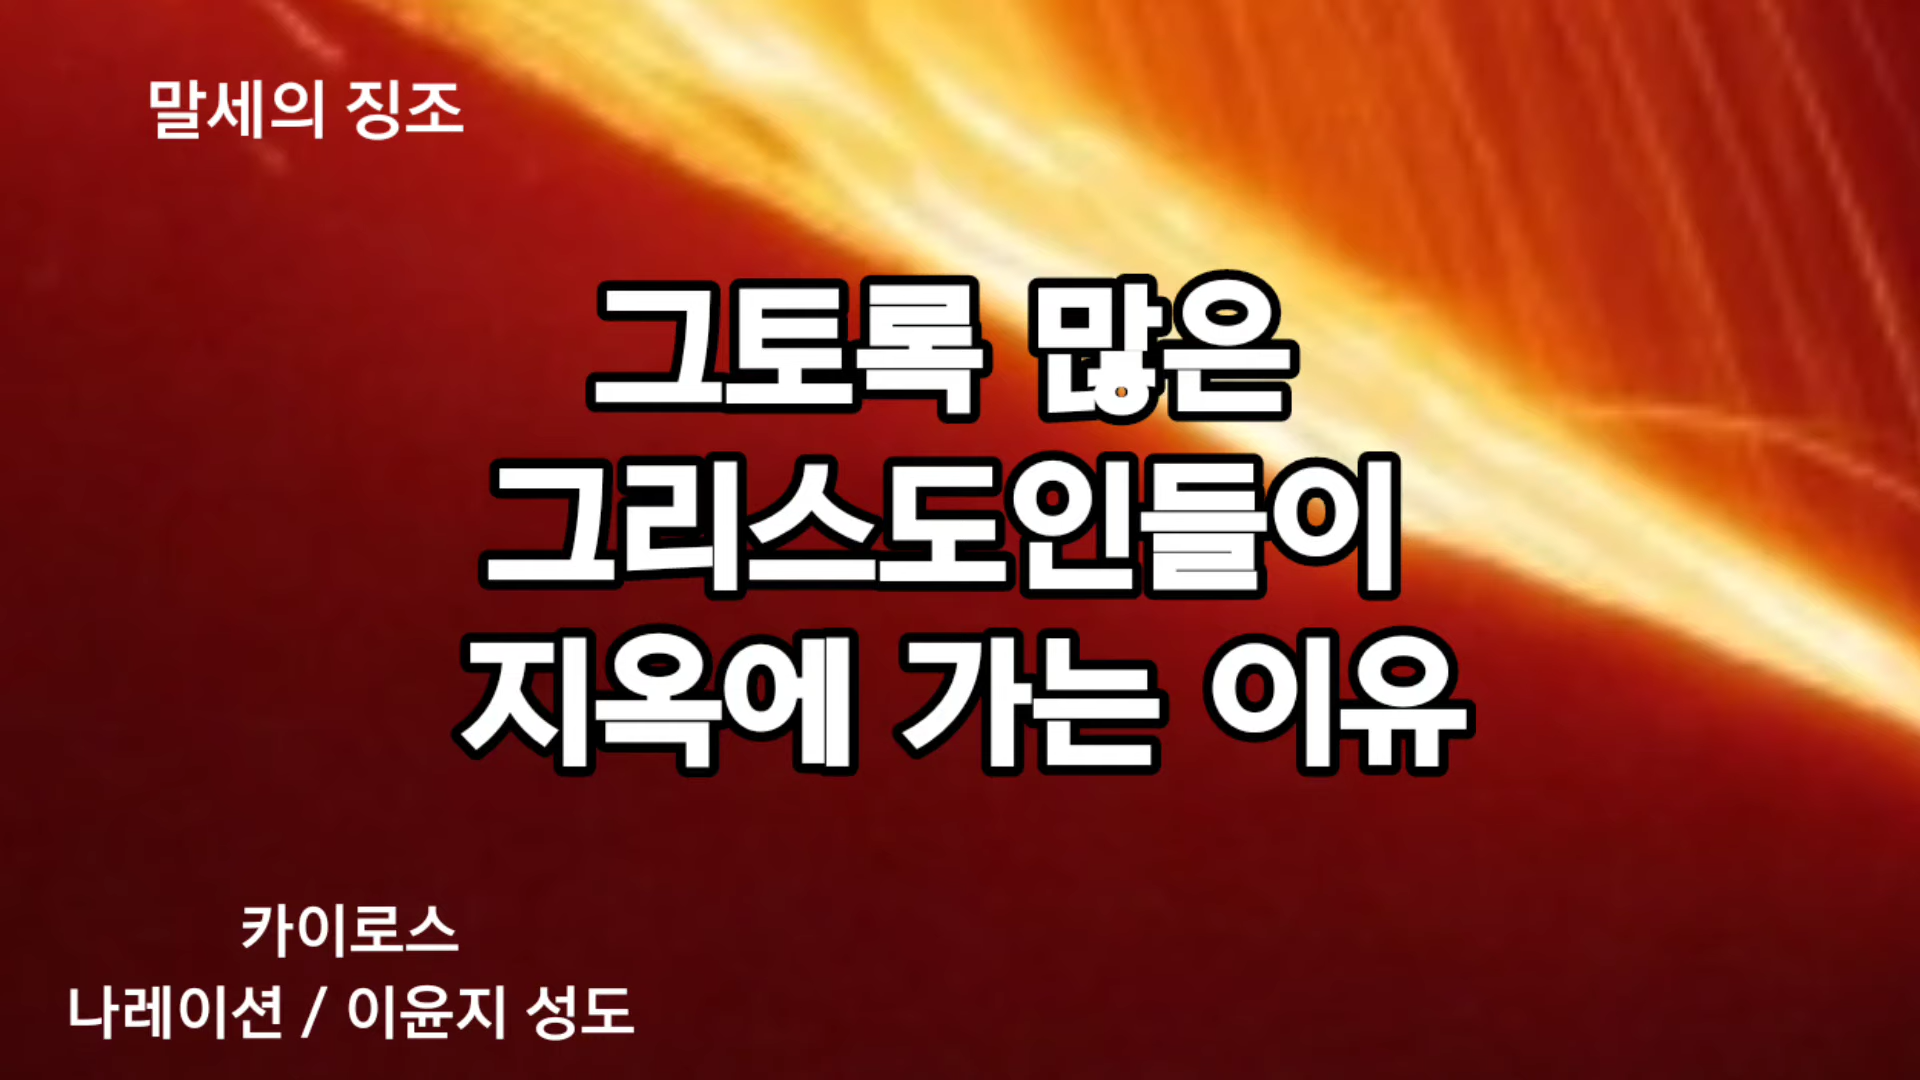 말세의 징조
그토록 많은
그리스도인들이
지옥에 가는 이유
카이로스
나레이션 / 이윤지 성도